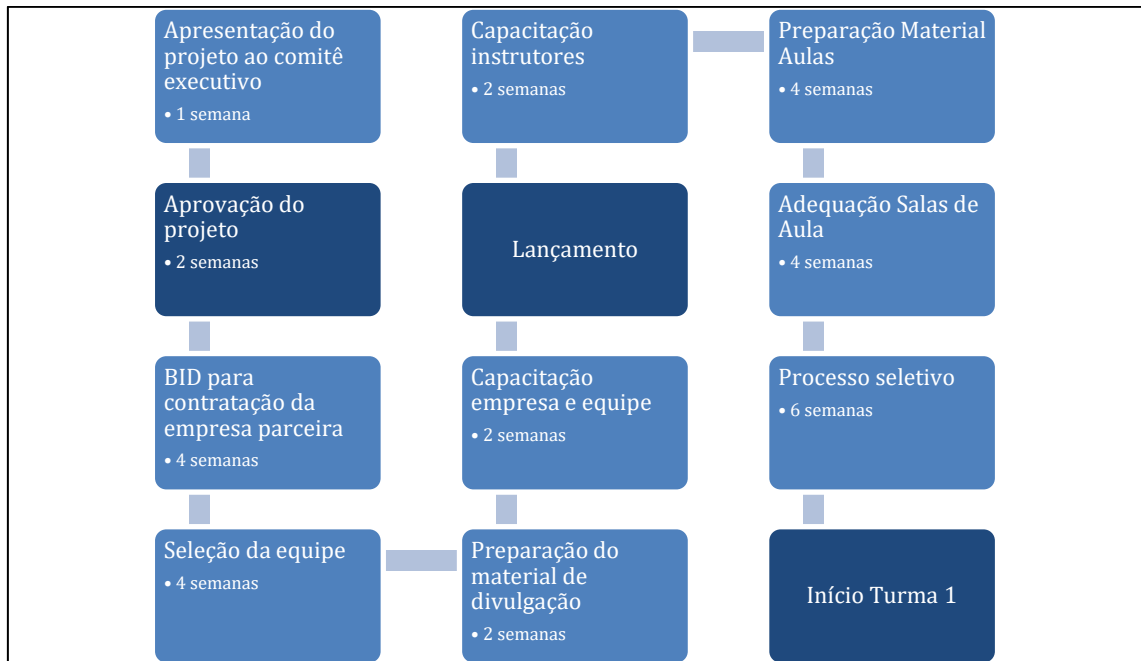 Apresentação do
projeto ao comitê
executivo
• 1 semana
Aprovação do
projeto
• 2 semanas
BID para
contratação da
empresa parceira
• 4 semanas
Seleção da equipe
• 4 semanas
Preparação do
material de
divulgação
• 2 semanas
Capacitação
empresa e equipe
• 2 semanas
Lançamento
Capacitação
instrutores
• 2 semanas
Preparação Material
Aulas
• 4 semanas
Adequação Salas de
Aula
• 4 semanas
Processo seletivo
• 6 semanas
Início Turma 1